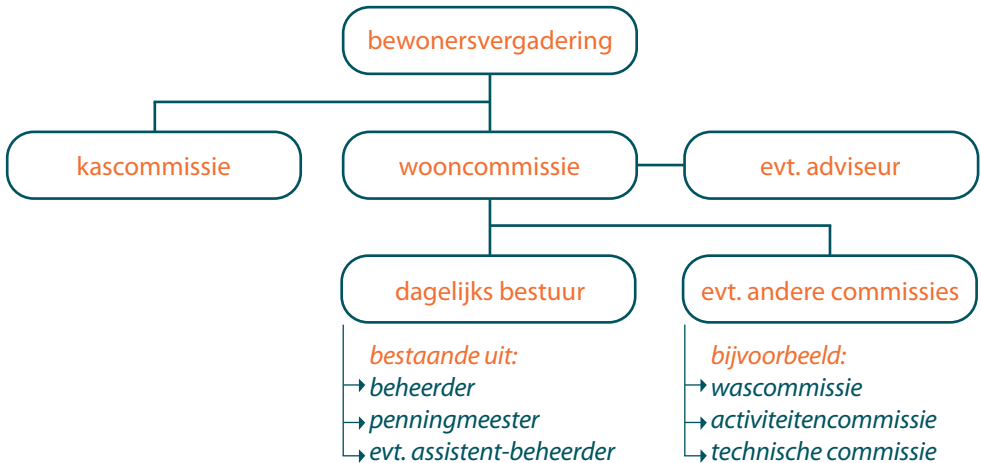 bewonersvergadering
kascommissie
wooncommissie
evt. adviseur
dagelijks bestuur
evt. andere commissies
bestaande uit:
beheerder
penningmeester
evt. assistent-beheerder
bijvoorbeeld:
wascommissie
activiteitencommissie
technische commissie